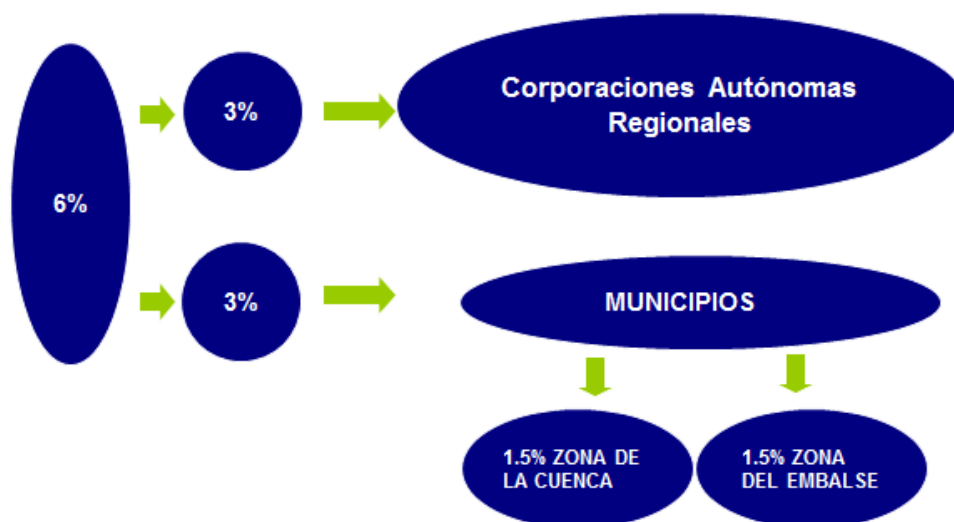 6%
3%
Corporaciones Autónomas
Regionales
3%
MUNICIPIOS
1.5% ZONA DE
LA CUENCA
1.5% ZONA
DEL EMBALSE